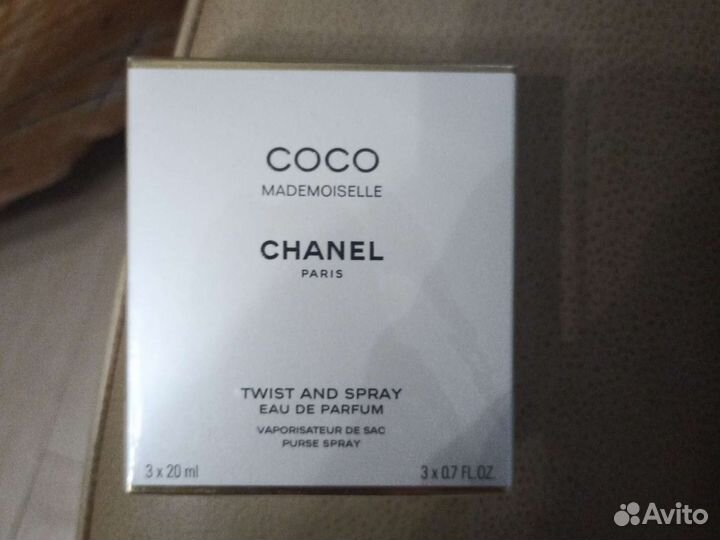 COCO
MADEMOISELLE
CHANEL
PARIS
TWIST AND SPRAY
EAU DE PARFUM
VAPORISATEUR DE SAC
PURSE SPRAY
3 x 20 ml 3 x 0.7 FL.OZ.
Avito